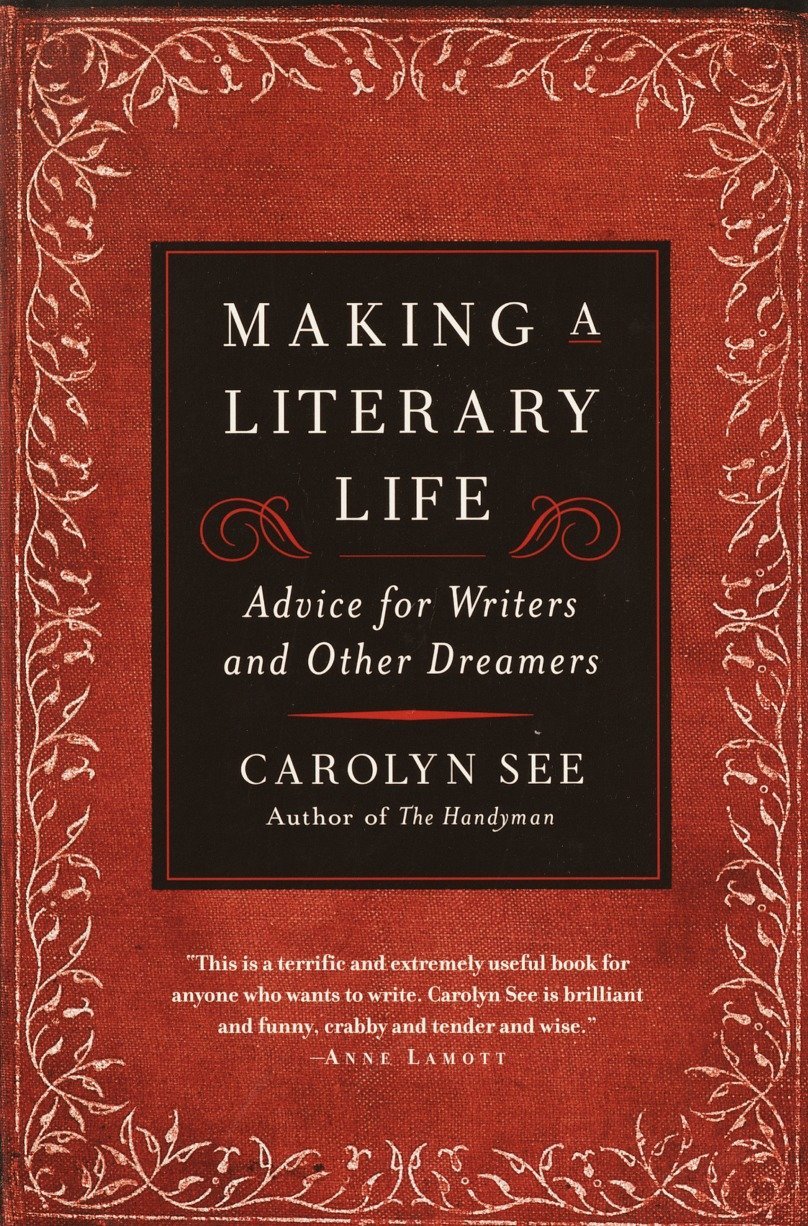 MAKING A
LITERARY
LIFE
Advice for Writers
and Other Dreamers
CAROLYN SEE
Author of The Handyman
"This is a terrific and extremely useful book for
anyone who wants to write. Carolyn See is brilliant
and funny, crabby and tender and wise."
—ANNE LAMOTT